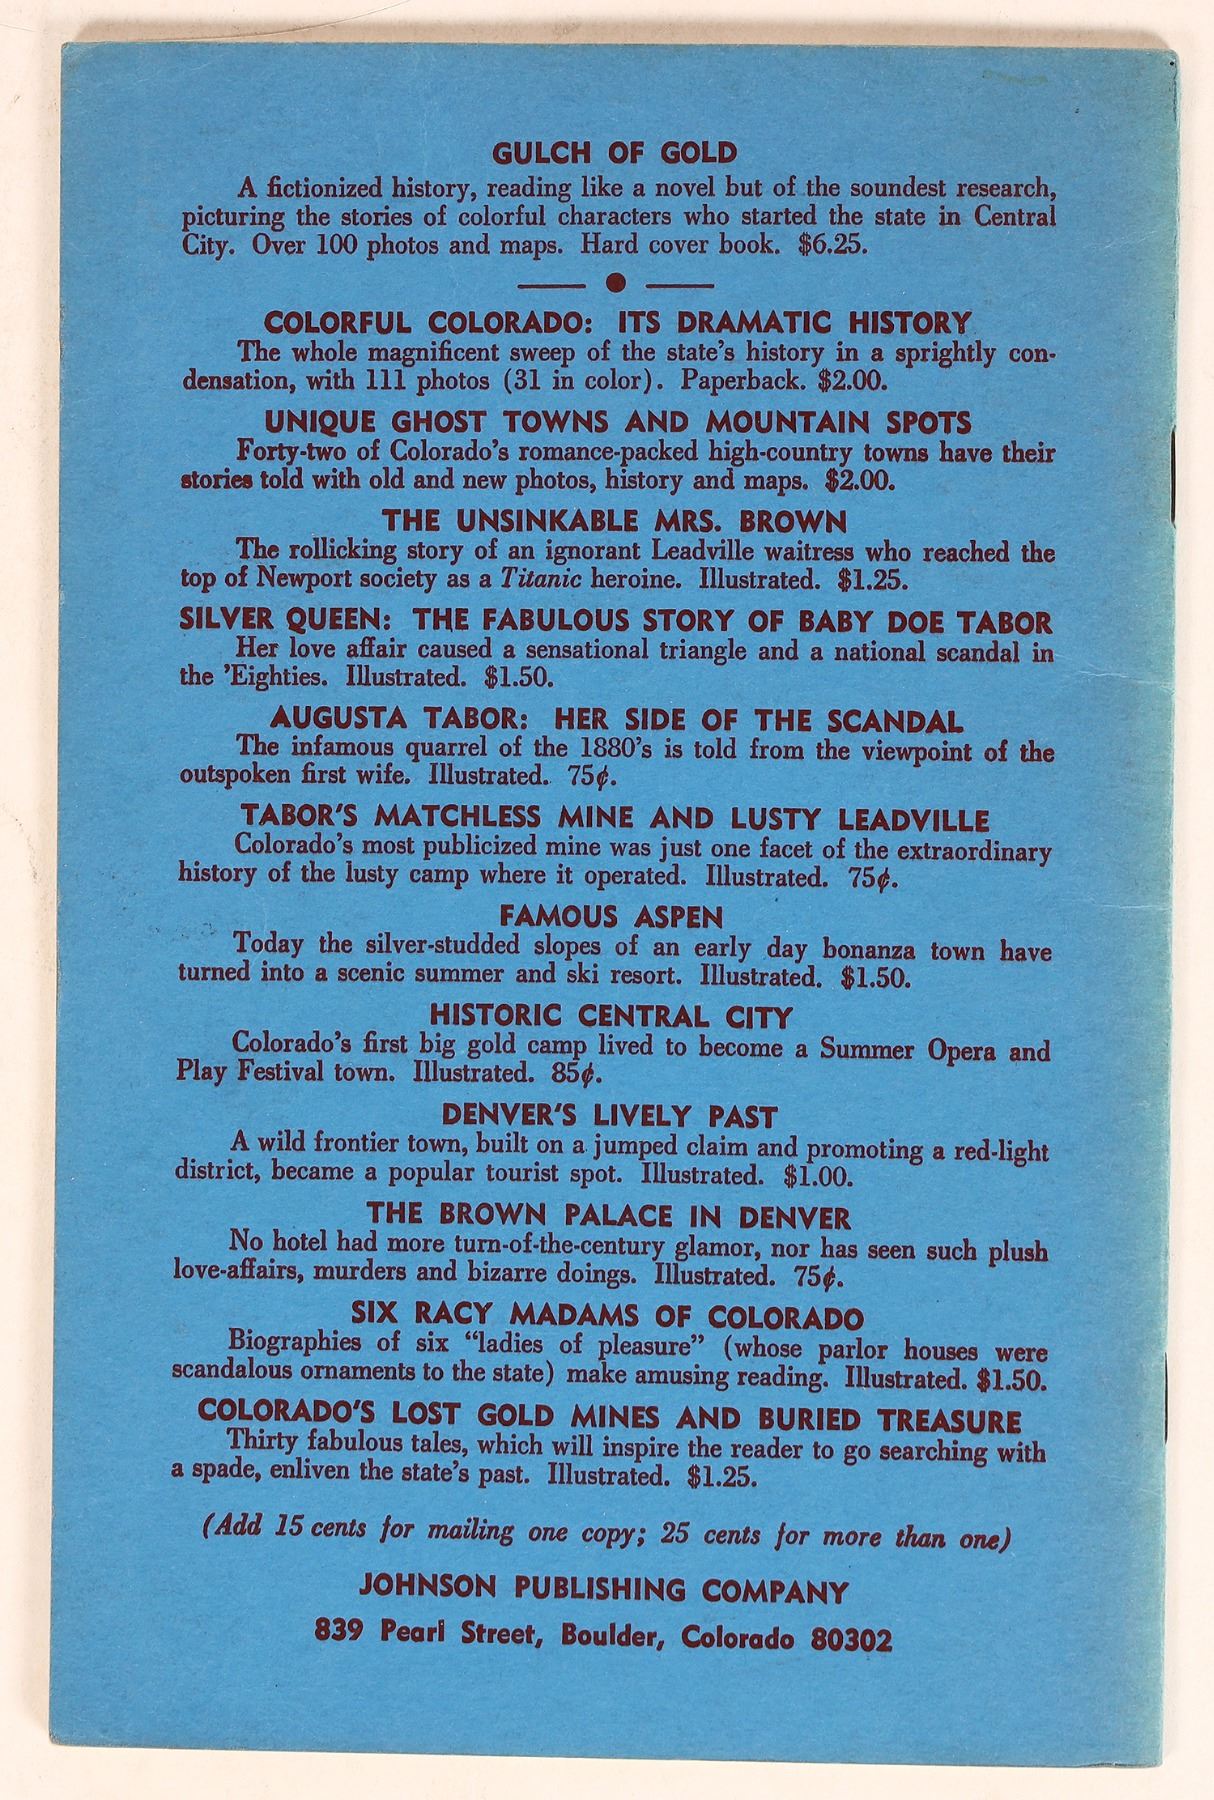 GULCH OF GOLD
A fictionized history, reading like a novel but of the soundest research,
picturing the stories of colorful characters who started the state in Central
City. Over 100 photos and maps. Hard cover book. $6.25.
COLORFUL COLORADO: ITS DRAMATIC HISTORY
The whole magnificent sweep of the state's history in a sprightly con-
densation, with 111 photos (31 in color). Paperback. $2.00.
UNIQUE GHOST TOWNS AND MOUNTAIN SPOTS
Forty-two of Colorado's romance-packed high-country towns have their
stories told with old and new photos, history and maps. $2.00.
THE UNSINKABLE MRS. BROWN
The rollicking story of an ignorant Leadville waitress who reached the
top of Newport society as a Titanic heroine. Illustrated. $1.25.
SILVER QUEEN: THE FABULOUS STORY OF BABY DOE TABOR
Her love affair caused a sensational triangle and a national scandal in
the 'Eighties. Illustrated. $1.50.
AUGUSTA TABOR: HER SIDE OF THE SCANDAL
The infamous quarrel of the 1880's is told from the viewpoint of the
outspoken first wife. Illustrated. 75¢.
TABOR'S MATCHLESS MINE AND LUSTY LEADVILLE
Colorado's most publicized mine was just one facet of the extraordinary
history of the lusty camp where it operated. Illustrated. 75¢.
FAMOUS ASPEN
Today the silver-studded slopes of an early day bonanza town have
turned into a scenic summer and ski resort. Illustrated. $1.50.
HISTORIC CENTRAL CITY
Colorado's first big gold camp lived to become a Summer Opera and
Play Festival town. Illustrated. 85¢.
DENVER'S LIVELY PAST
A wild frontier town, built on a jumped claim and promoting a red-light
district, became a popular tourist spot. Illustrated. $1.00.
THE BROWN PALACE IN DENVER
No hotel had more turn-of-the-century glamor, nor has seen such plush
love-affairs, murders and bizarre doings. Illustrated. 75¢.
SIX RACY MADAMS OF COLORADO
Biographies of six "ladies of pleasure" (whose parlor houses were
scandalous ornaments to the state) make amusing reading. Illustrated. $1.50.
COLORADO'S LOST GOLD MINES AND BURIED TREASURE
Thirty fabulous tales, which will inspire the reader to go searching with
a spade, enliven the state's past. Illustrated. $1.25.
(Add 15 cents for mailing one copy; 25 cents for more than one)
JOHNSON PUBLISHING COMPANY
839 Pearl Street, Boulder, Colorado 80302